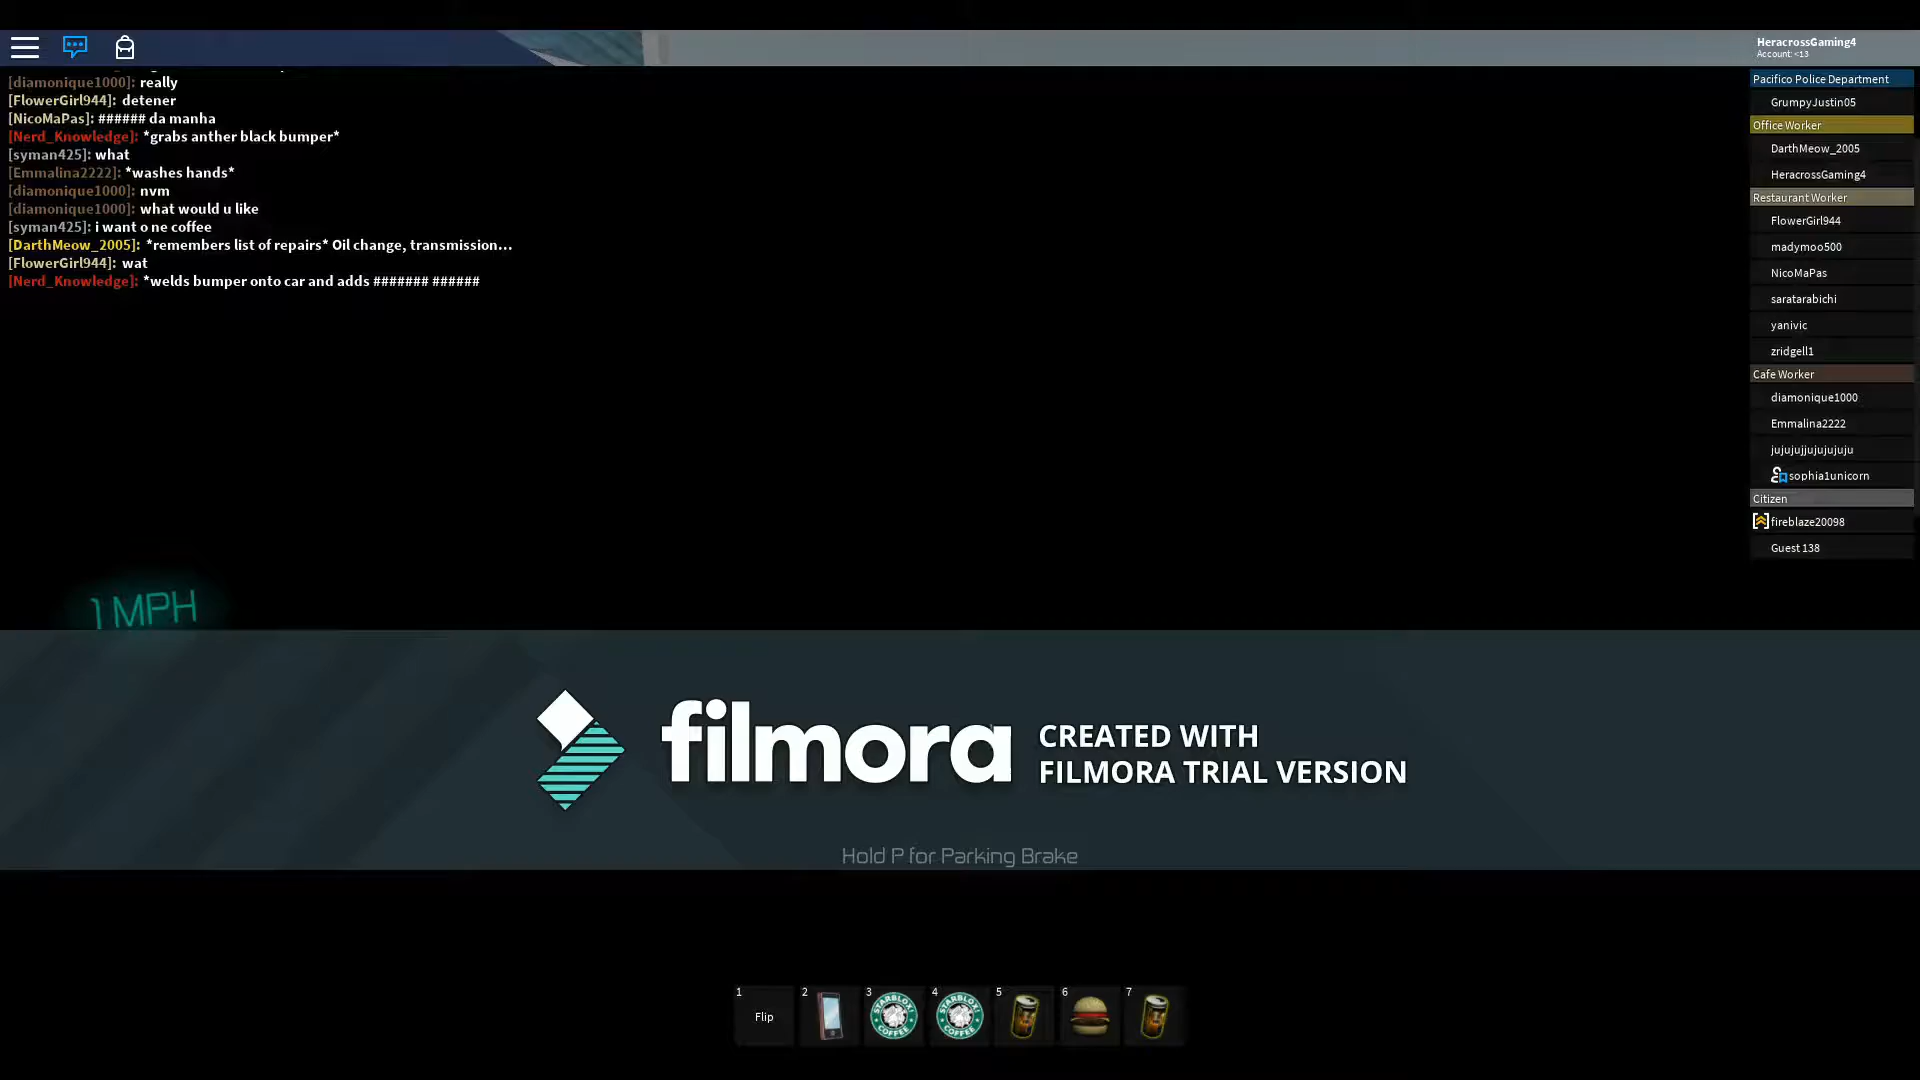 HeracrossGaming4
Account: <13
[diamonique1000]: really
[FlowerGirl944]: detener
[NicoMaPas]: ###### da manha
[Nerd_Knowledge]: *grabs anther black bumper*
[syman425]: what
[Emmalina2222]: *washes hands*
[diamonique1000]: nvm
[diamonique1000]: what would u like
[syman425]: i want o ne coffee
[DarthMeow_2005]: *remembers list of repairs* Oil change, transmission...
[FlowerGirl944]: wat
[Nerd_Knowledge]: *welds bumper onto car and adds ####### ######
Pacifico Police Department
GrumpyJustin05
Office Worker
DarthMeow_2005
HeracrossGaming4
Restaurant Worker
FlowerGirl944
madymoo500
NicoMaPas
saratarabichi
yanivic
zridgell1
Cafe Worker
diamonique1000
Emmalina2222
jujujujjujujujuju
sophia1unicorn
Citizen
fireblaze20098
Guest 138
1 MPH
filmora
CREATED WITH
FILMORA TRIAL VERSION
Hold P for Parking Brake
1 2 3 4 5 6 7
Flip
STARBLOX COFFEE
STARBLOX COFFEE